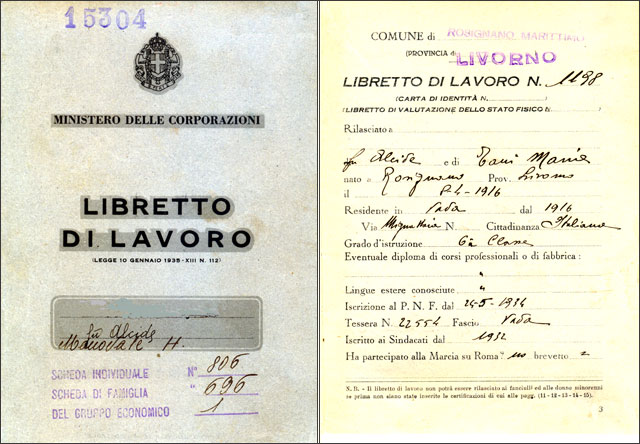 15304
MINISTERO DELLE CORPORAZIONI
LIBRETTO
DI LAVORO
(LEGGE 10 GENNAIO 1935-XIII N. 112)
fu Alcide
Manovale H.
SCHEDA INDIVIDUALE N° 806
SCHEDA DI FAMIGLIA " 696
DEL GRUPPO ECONOMICO 1
COMUNE di ROSIGNANO MARITTIMO
(PROVINCIA di LIVORNO
LIBRETTO DI LAVORO N. 1198
(CARTA DI IDENTITÀ N.
(LIBRETTO DI VALUTAZIONE DELLO STATO FISICO N.
Rilasciato a
fu Alcide e di Tani Maria
nato a Rosignano Prov. Livorno
il 8-4-1916
Residente in Vada dal 1916
Via N. Cittadinanza Italiana
Grado d'istruzione 6a Classe
Eventuale diploma di corsi professionali o di fabbrica :
"
Lingue estere conosciute "
Iscrizione al P. N. F. dal 24-5-1934
Tessera N. 22554 Fascio Vada
Iscritto ai Sindacati dal 1932
Ha partecipato alla Marcia su Roma no brevetto "
N. B. - Il libretto di lavoro non potrà essere rilasciato ai fanciulli ed alle donne minorenni
se prima non siano state inserite le certificazioni di cui alle pagg. (11-12-13-14-15).
3